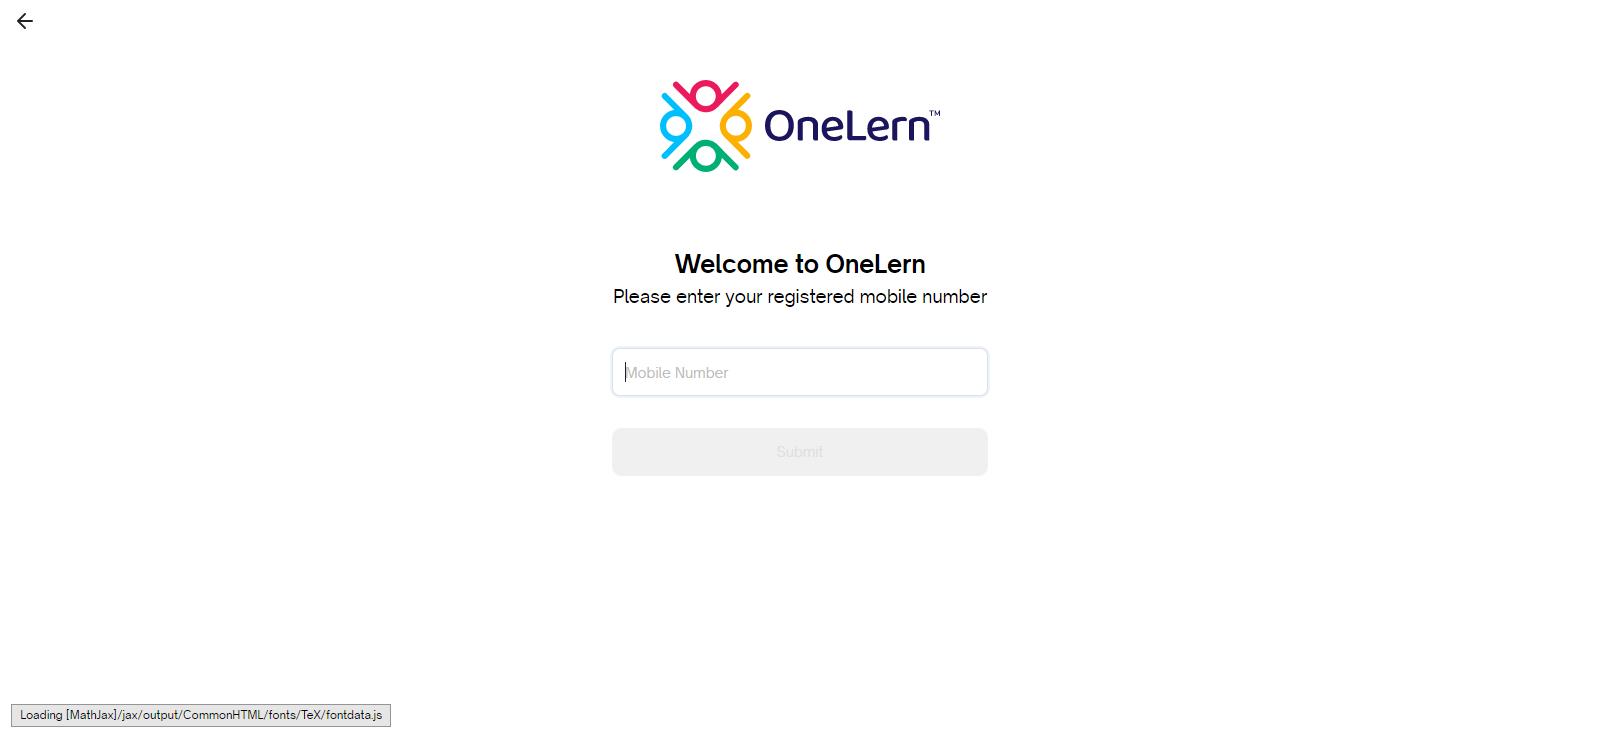 OneLern™
Welcome to OneLern
Please enter your registered mobile number
Mobile Number
Submit
Loading [MathJax]/jax/output/CommonHTML/fonts/TeX/fontdata.js